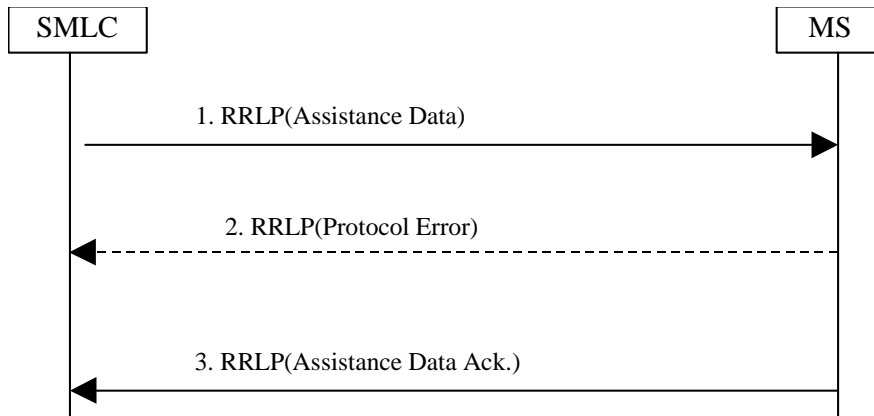 SMLC
MS
1. RRLP(Assistance Data)
2. RRLP(Protocol Error)
3. RRLP(Assistance Data Ack.)